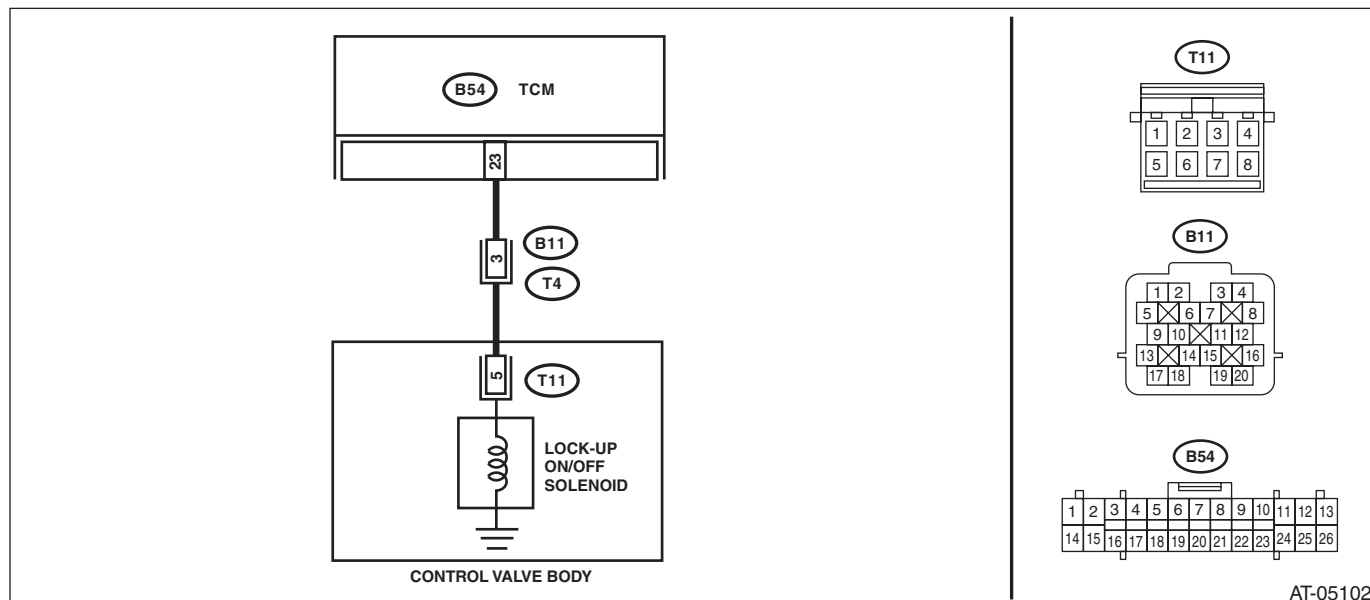 B54 TCM
23
3
B11
T4
5
T11
LOCK-UP
ON/OFF
SOLENOID
CONTROL VALVE BODY
T11
1 2 3 4
5 6 7 8
B11
1 2 3 4
5 6 7 8
9 10 11 12
13 14 15 16
17 18 19 20
B54
1 2 3 4 5 6 7 8 9 10 11 12 13
14 15 16 17 18 19 20 21 22 23 24 25 26
AT-05102